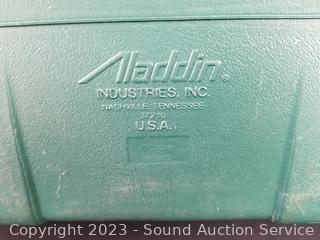 Aladdin®
INDUSTRIES, INC.
NASHVILLE, TENNESSEE
37210
U.S.A.
Copyright © 2023 - Sound Auction Service